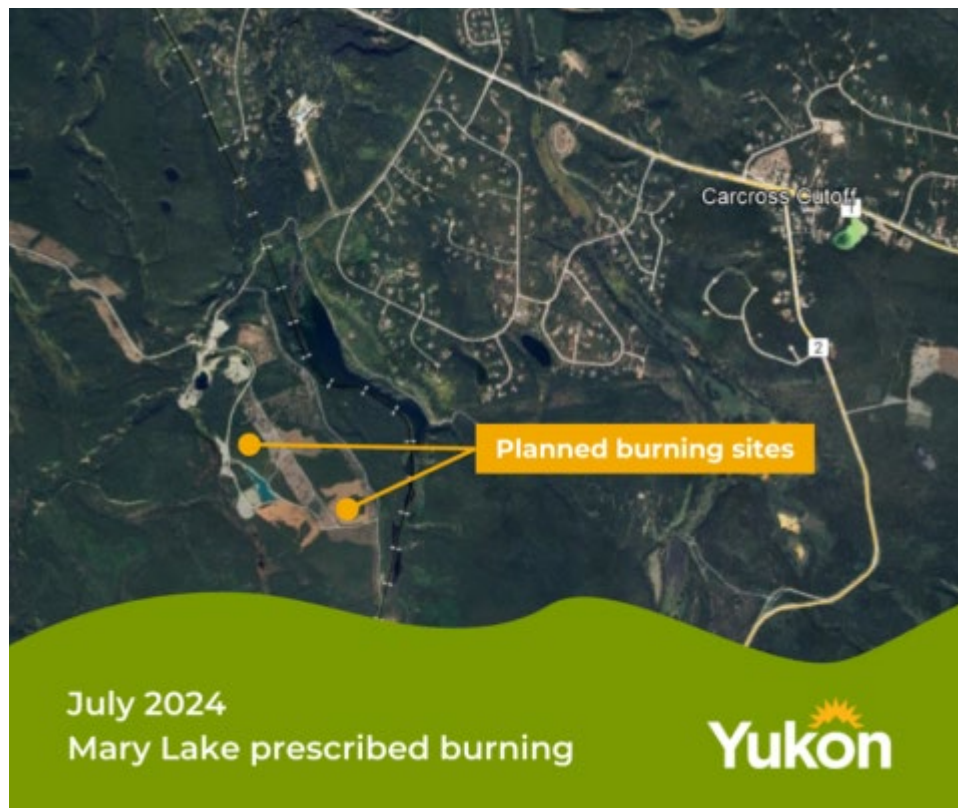 Carcross Cutoff
1
2
Planned burning sites
July 2024
Mary Lake prescribed burning
Yukon